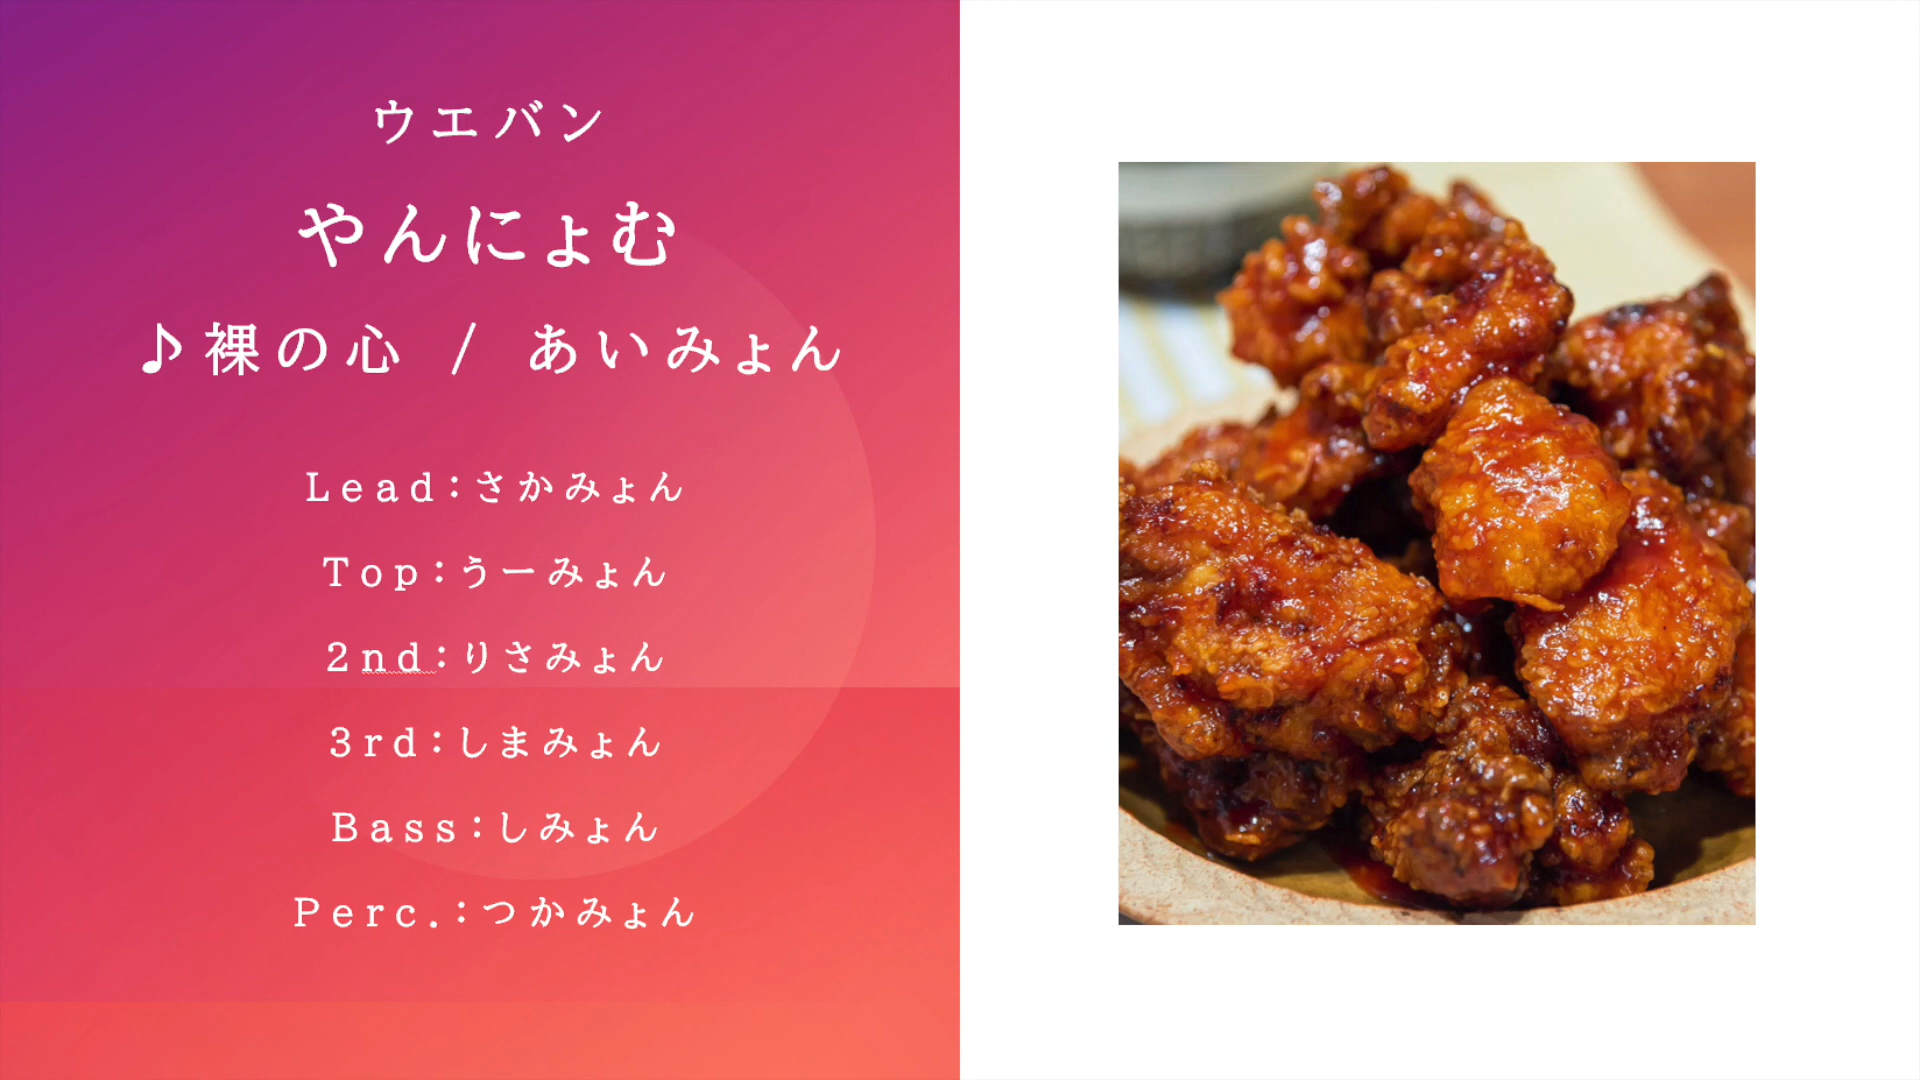 ウエバン
やんにょむ
♪裸の心 / あいみょん
Lead：さかみょん
Top：うーみょん
2nd：りさみょん
3rd：しまみょん
Bass：しみょん
Perc.：つかみょん